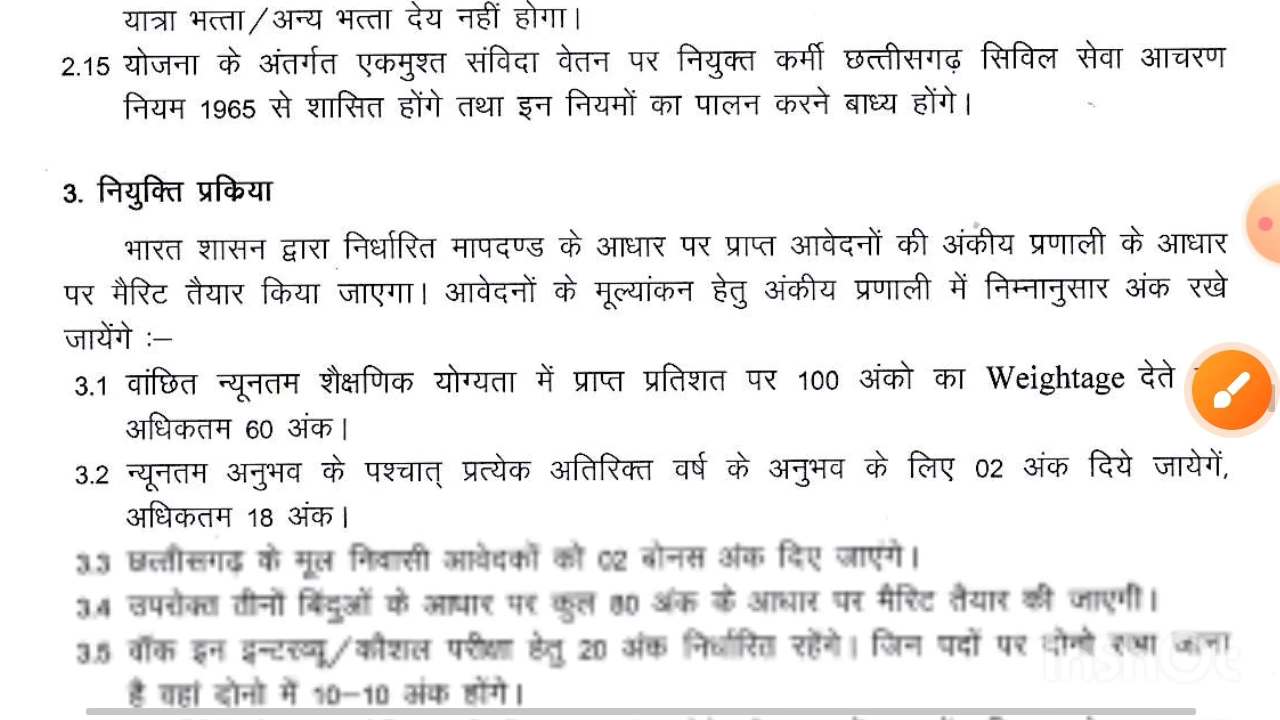 यात्रा भत्ता/अन्य भत्ता देय नहीं होगा।
2.15 योजना के अंतर्गत एकमुश्त संविदा वेतन पर नियुक्त कर्मी छत्तीसगढ़ सिविल सेवा आचरण
नियम 1965 से शासित होंगे तथा इन नियमों का पालन करने बाध्य होंगे।
3. नियुक्ति प्रकिया
भारत शासन द्वारा निर्धारित मापदण्ड के आधार पर प्राप्त आवेदनों की अंकीय प्रणाली के आधार
पर मैरिट तैयार किया जाएगा। आवेदनों के मूल्यांकन हेतु अंकीय प्रणाली में निम्नानुसार अंक रखे
जायेंगे :–
3.1 वांछित न्यूनतम शैक्षणिक योग्यता में प्राप्त प्रतिशत पर 100 अंको का Weightage देते
अधिकतम 60 अंक।
3.2 न्यूनतम अनुभव के पश्चात् प्रत्येक अतिरिक्त वर्ष के अनुभव के लिए 02 अंक दिये जायेगें,
अधिकतम 18 अंक।
3.3 छत्तीसगढ़ के मूल निवासी आवेदकों को 02 बोनस अंक दिए जाएंगे।
3.4 उपरोक्त तीनों बिंदुओं के आधार पर कुल 80 अंक के आधार पर मैरिट तैयार की जाएगी।
3.5 वॉक इन इन्टरव्यू/कौशल परीक्षा हेतु 20 अंक निर्धारित रहेंगे। जिन पदों पर दोनो रखा जाना
है वहां दोनो में 10–10 अंक होंगे।
InShOt